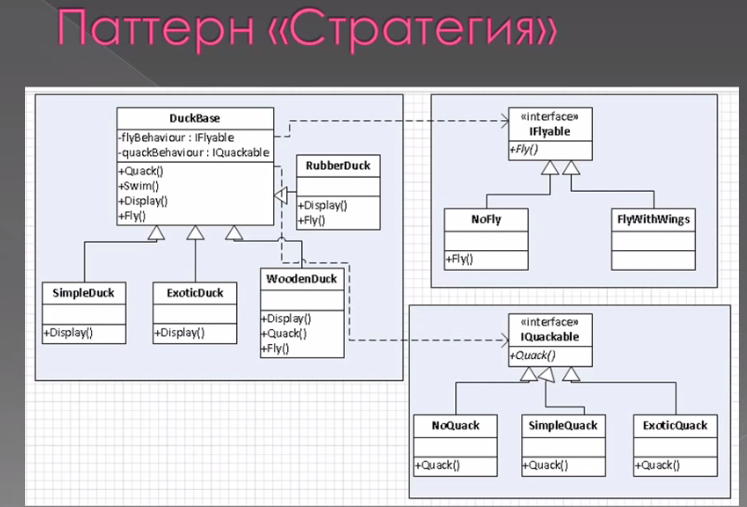 Паттерн «Стратегия»
DuckBase
-flyBehaviour : IFlyable
-quackBehaviour : IQuackable
+Quack()
+Swim()
+Display()
+Fly()
RubberDuck
+Display()
+Fly()
SimpleDuck
+Display()
ExoticDuck
+Display()
WoodenDuck
+Display()
+Quack()
+Fly()
«interface»
IFlyable
+Fly()
NoFly
+Fly()
FlyWithWings
«interface»
IQuackable
+Quack()
NoQuack
+Quack()
SimpleQuack
+Quack()
ExoticQuack
+Quack()